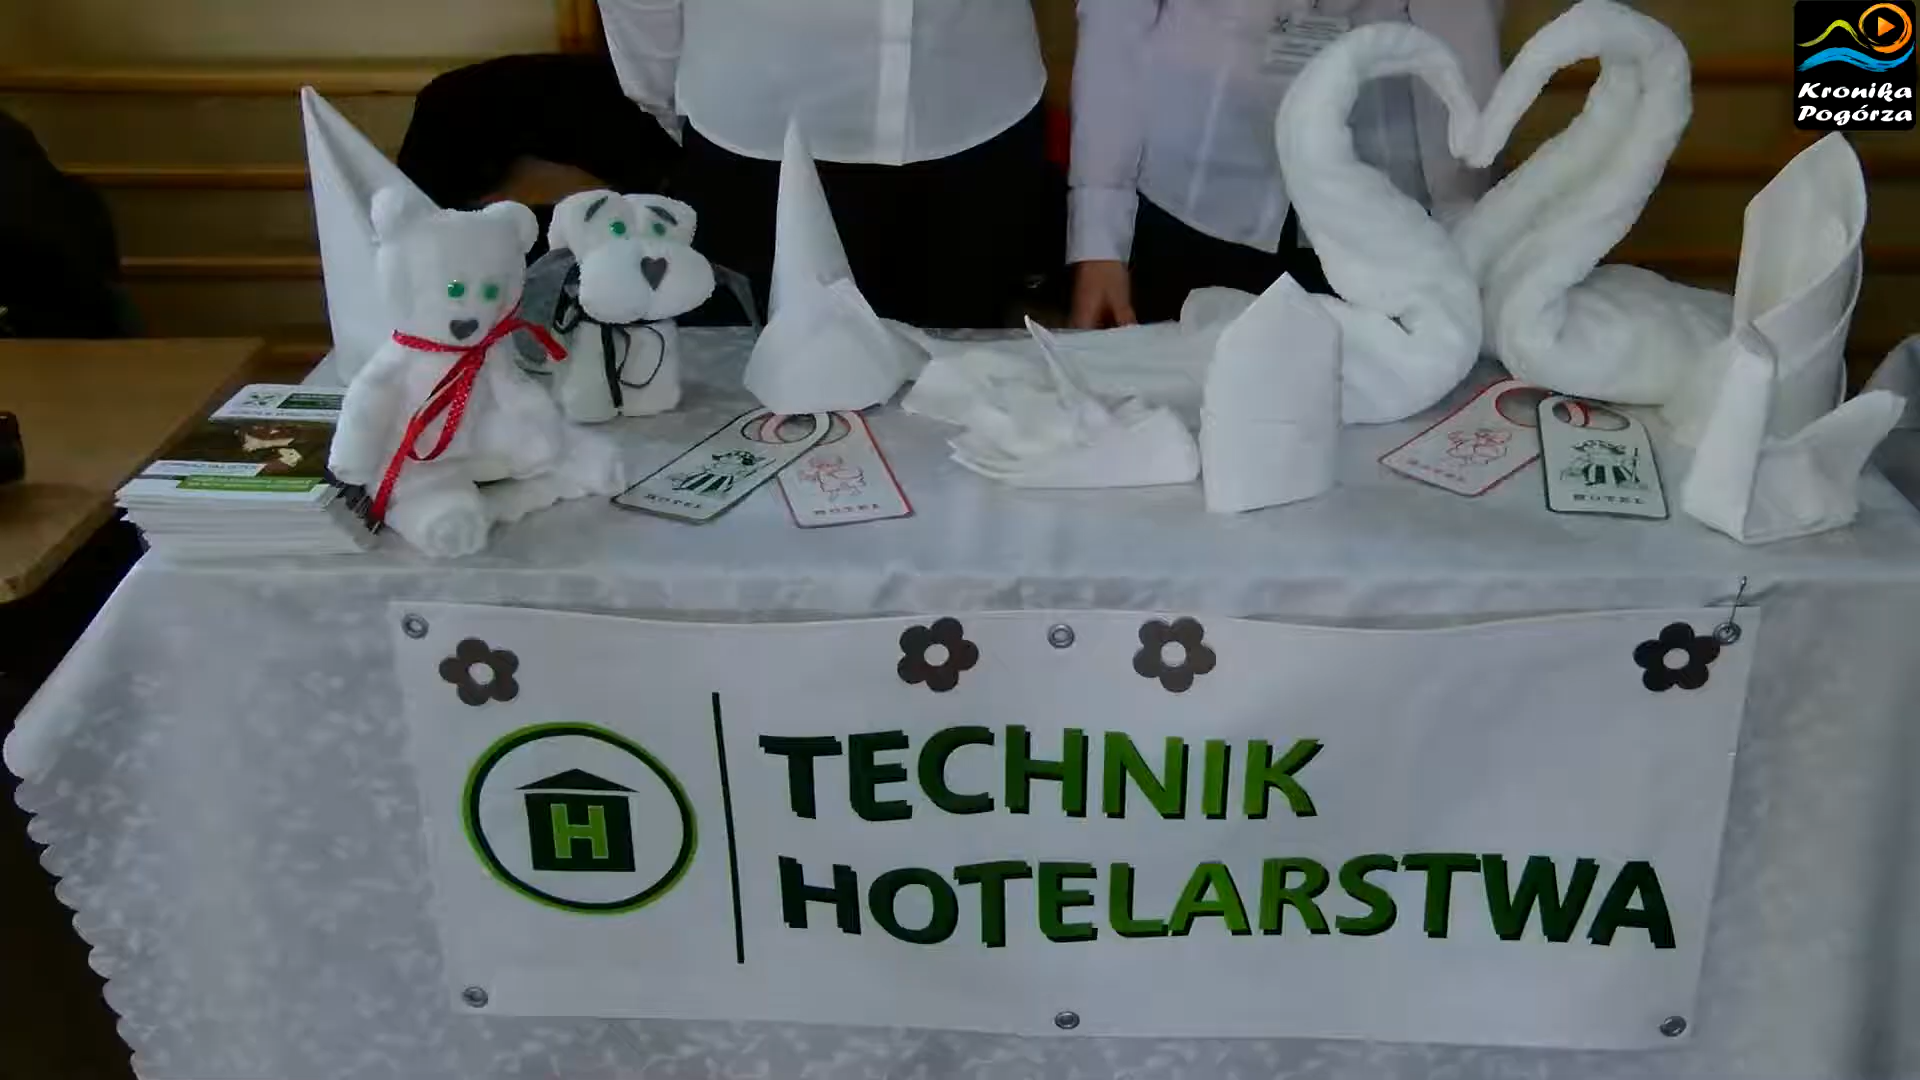 Kronika
Pogórza
HOTEL
HOTEL
HOTEL
HOTEL
H
TECHNIK
HOTELARSTWA